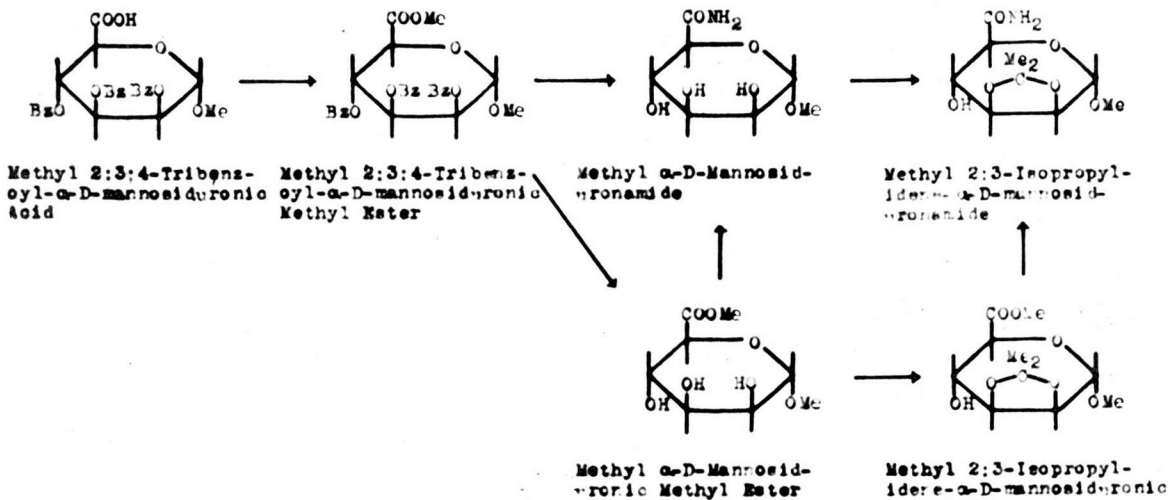 COOH
O
OBz BzO
BzO
OMe
Methyl 2:3:4-Tribenz-
oyl-α-D-mannosiduronic
Acid
COOMe
O
OBz BzO
BzO
OMe
Methyl 2:3:4-Tribenz-
oyl-α-D-mannosiduronic
Methyl Ester
CONH2
O
OH HO
OH
OMe
Methyl α-D-Mannosid-
uronamide
CONH2
O
Me2
O C O
OH
OMe
Methyl 2:3-Isopropyl-
idene-α-D-mannosid-
uronamide
COOMe
O
OH HO
OH
OMe
Methyl α-D-Mannosid-
uronic Methyl Ester
COOMe
O
Me2
O C O
OH
OMe
Methyl 2:3-Isopropyl-
idene-α-D-mannosiduronic